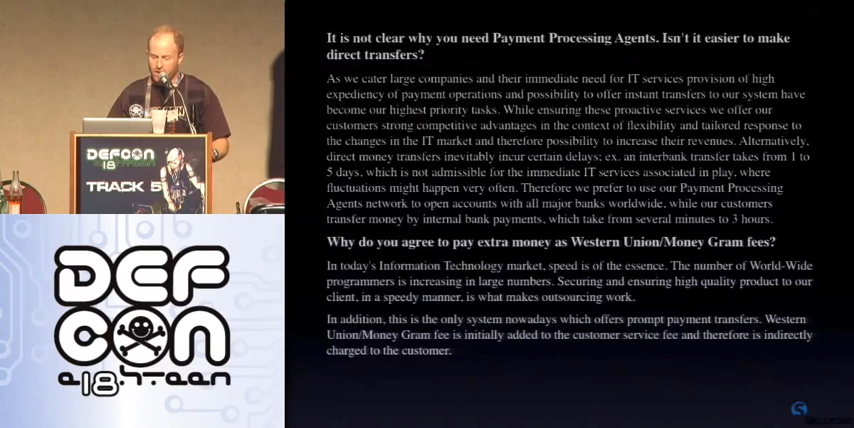 It is not clear why you need Payment Processing Agents. Isn't it easier to make
direct transfers?
As we cater large companies and their immediate need for IT services provision of high
expediency of payment operations and possibility to offer instant transfers to our system have
become our highest priority tasks. While ensuring these proactive services we offer our
customers strong competitive advantages in the context of flexibility and tailored response to
the changes in the IT market and therefore possibility to increase their revenues. Alternatively,
direct money transfers inevitably incur certain delays; ex. an interbank transfer takes from 1 to
5 days, which is not admissible for the immediate IT services associated in play, where
fluctuations might happen very often. Therefore we prefer to use our Payment Processing
Agents network to open accounts with all major banks worldwide, while our customers
transfer money by internal bank payments, which take from several minutes to 3 hours.
Why do you agree to pay extra money as Western Union/Money Gram fees?
In today's Information Technology market, speed is of the essence. The number of World-Wide
programmers is increasing in large numbers. Securing and ensuring high quality product to our
client, in a speedy manner, is what makes outsourcing work.
In addition, this is the only system nowadays which offers prompt payment transfers. Western
Union/Money Gram fee is initially added to the customer service fee and therefore is indirectly
charged to the customer.
DEFCON
18
TRACK 5
DEF
CON
e18hteen
S